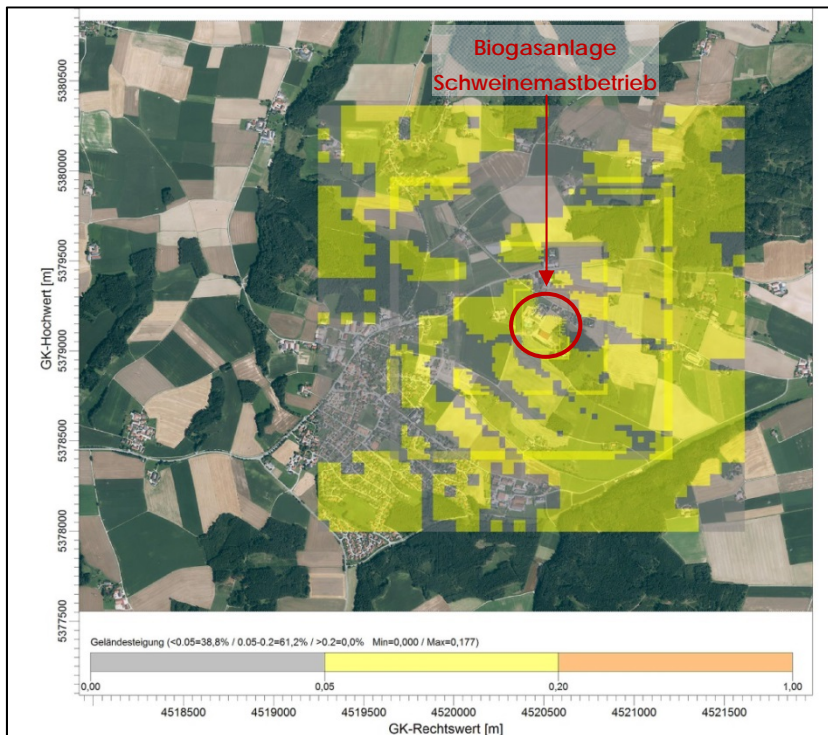 Biogasanlage
Schweinemastbetrieb
GK-Hochwert [m]
5380500
5380000
5379500
5379000
5378500
5378000
5377500
Geländesteigung (<0.05=38,8% / 0.05-0.2=61,2% / >0.2=0,0% Min=0,000 / Max=0,177)
0,00 0,05 0,20 1,00
4518500 4519000 4519500 4520000 4520500 4521000 4521500
GK-Rechtswert [m]